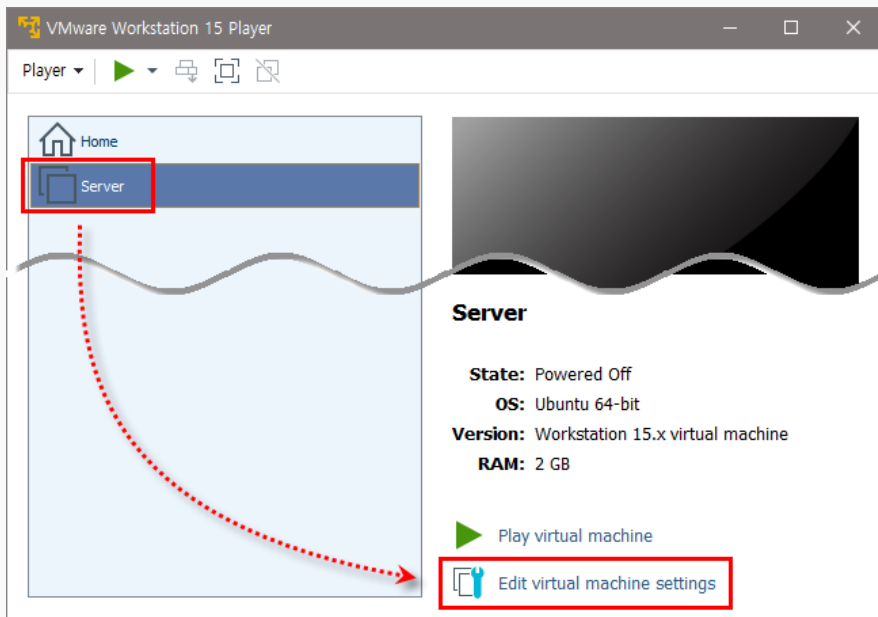 VMware Workstation 15 Player
Player
Home
Server
Server
State: Powered Off
OS: Ubuntu 64-bit
Version: Workstation 15.x virtual machine
RAM: 2 GB
Play virtual machine
Edit virtual machine settings